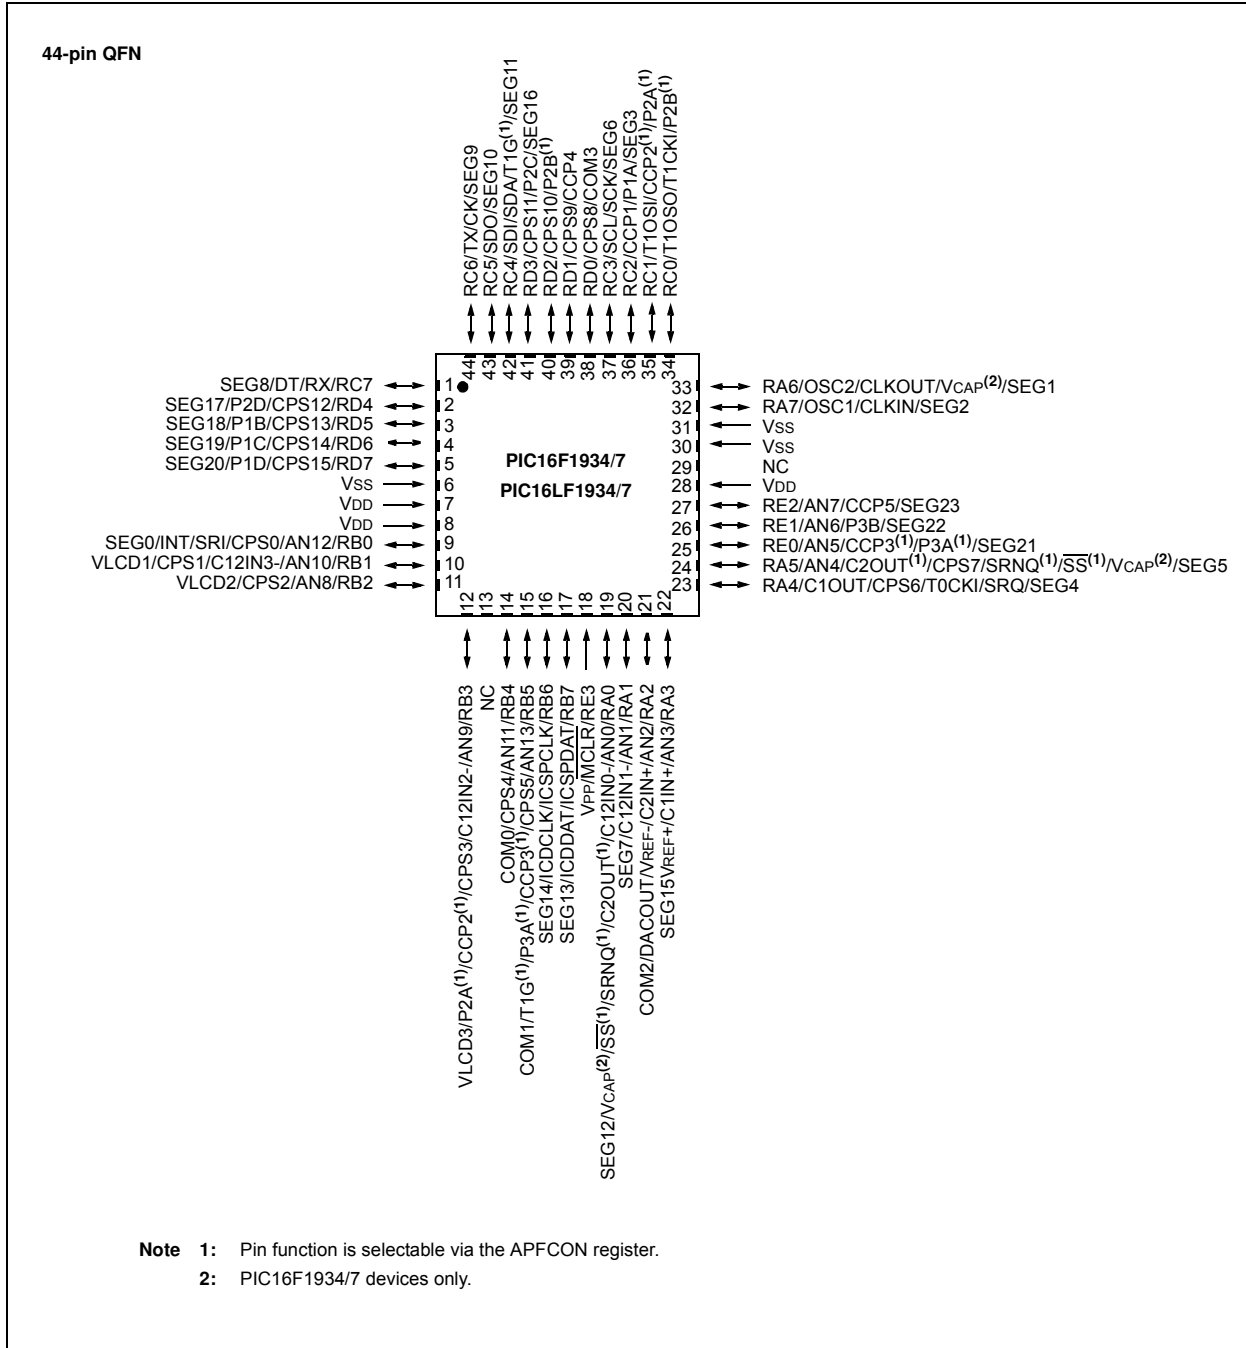 44-pin QFN
RC6/TX/CK/SEG9
RC5/SDO/SEG10
RC4/SDI/SDA/T1G(1)/SEG11
RD3/CPS11/P2C/SEG16
RD2/CPS10/P2B(1)
RD1/CPS9/CCP4
RD0/CPS8/COM3
RC3/SCL/SCK/SEG6
RC2/CCP1/P1A/SEG3
RC1/T1OSI/CCP2(1)/P2A(1)
RC0/T1OSO/T1CKI/P2B(1)
44
43
42
41
40
39
38
37
36
35
34
SEG8/DT/RX/RC7 1
SEG17/P2D/CPS12/RD4 2
SEG18/P1B/CPS13/RD5 3
SEG19/P1C/CPS14/RD6 4
SEG20/P1D/CPS15/RD7 5
VSS 6
VDD 7
VDD 8
SEG0/INT/SRI/CPS0/AN12/RB0 9
VLCD1/CPS1/C12IN3-/AN10/RB1 10
VLCD2/CPS2/AN8/RB2 11
PIC16F1934/7
PIC16LF1934/7
33 RA6/OSC2/CLKOUT/VCAP(2)/SEG1
32 RA7/OSC1/CLKIN/SEG2
31 VSS
30 VSS
29 NC
28 VDD
27 RE2/AN7/CCP5/SEG23
26 RE1/AN6/P3B/SEG22
25 RE0/AN5/CCP3(1)/P3A(1)/SEG21
24 RA5/AN4/C2OUT(1)/CPS7/SRNQ(1)/SS(1)/VCAP(2)/SEG5
23 RA4/C1OUT/CPS6/T0CKI/SRQ/SEG4
12
13
14
15
16
17
18
19
20
21
22
VLCD3/P2A(1)/CCP2(1)/CPS3/C12IN2-/AN9/RB3
NC
COM0/CPS4/AN11/RB4
COM1/T1G(1)/P3A(1)/CCP3(1)/CPS5/AN13/RB5
SEG14/ICDCLK/ICSPCLK/RB6
SEG13/ICDDAT/ICSPDAT/RB7
VPP/MCLR/RE3
SEG12/VCAP(2)/SS(1)/SRNQ(1)/C2OUT(1)/C12IN0-/AN0/RA0
SEG7/C12IN1-/AN1/RA1
COM2/DACOUT/VREF-/C2IN+/AN2/RA2
SEG15VREF+/C1IN+/AN3/RA3
Note 1: Pin function is selectable via the APFCON register.
2: PIC16F1934/7 devices only.